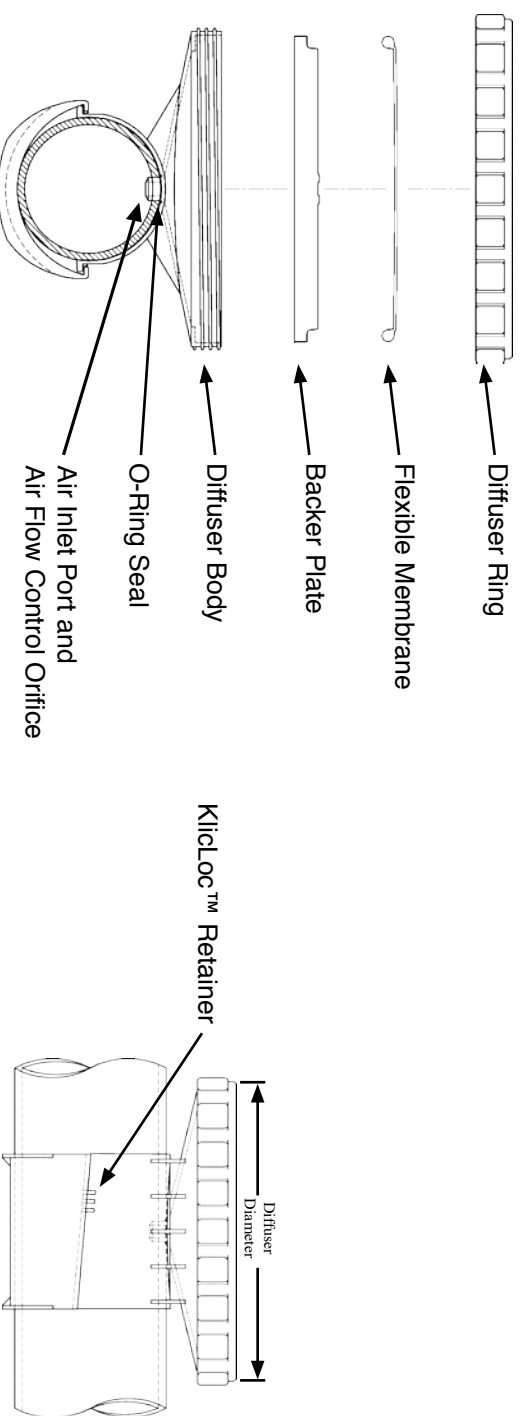 Diffuser Ring
Flexible Membrane
Backer Plate
Diffuser Body
O-Ring Seal
Air Inlet Port and
Air Flow Control Orifice
KlicLoc™ Retainer
Diffuser
Diameter